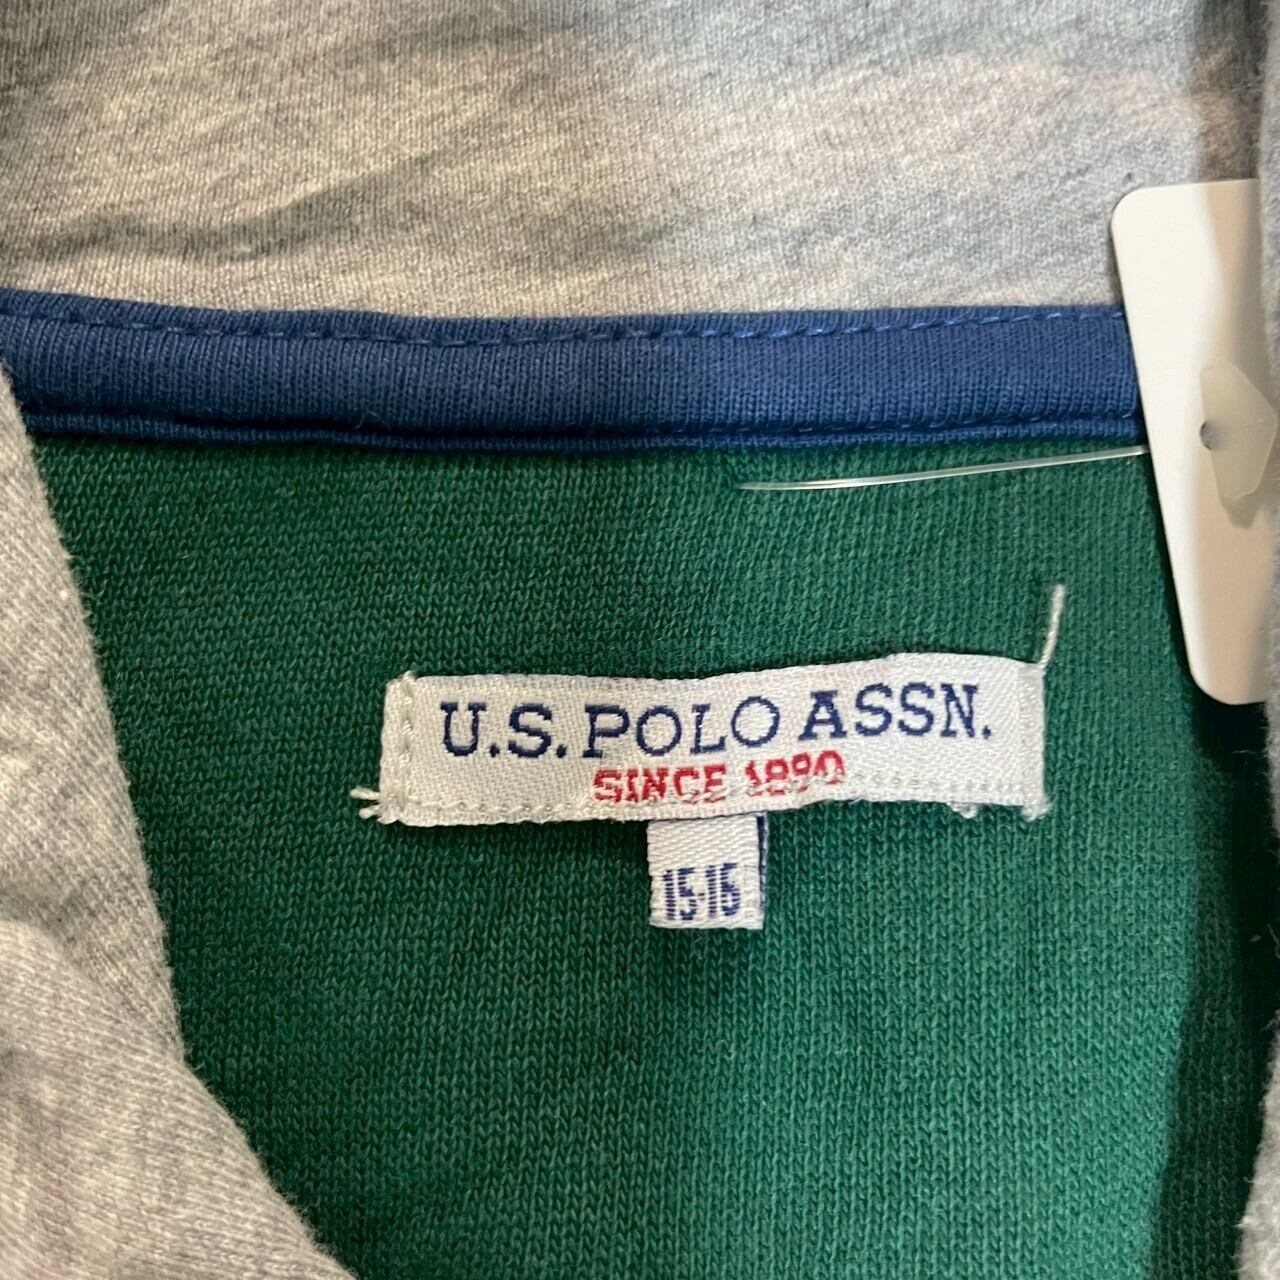 U.S. POLO ASSN.
SINCE 1890
15-16